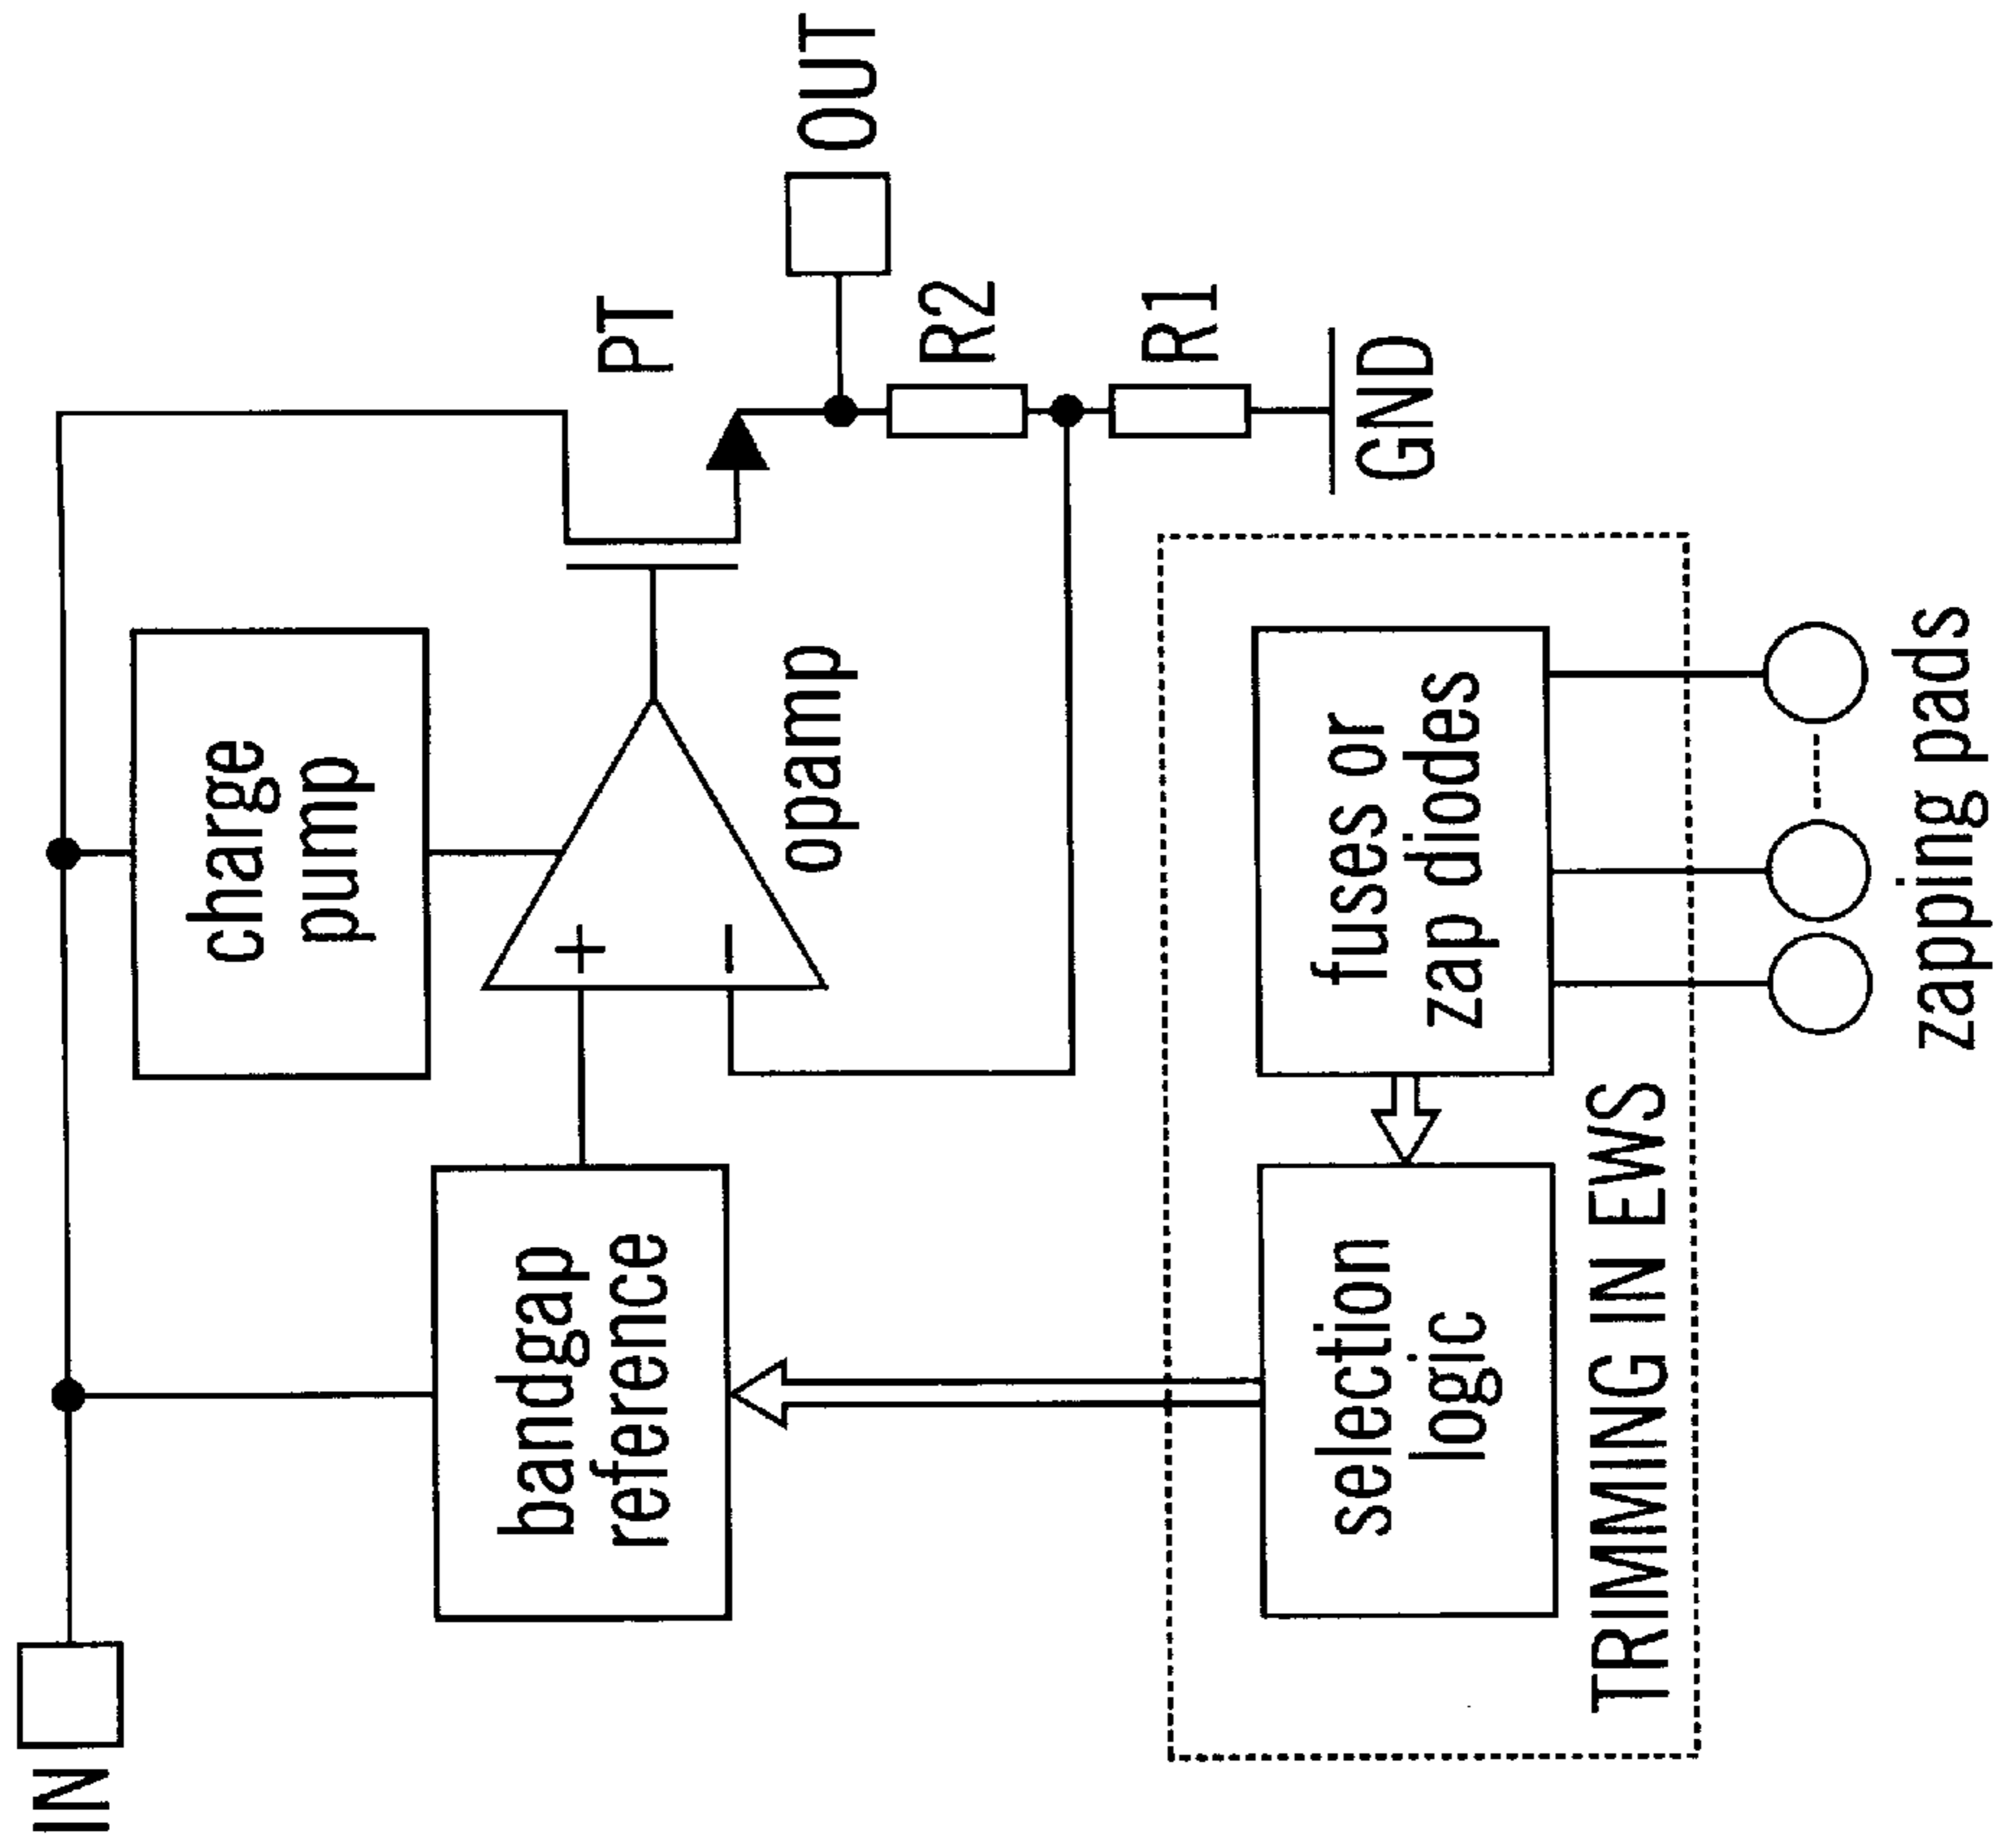 IN
charge
pump
PT
bandgap
reference
+
−
opamp
OUT
R2
R1
GND
selection
logic
fuses or
zap diodes
TRIMMING IN EWS
zapping pads